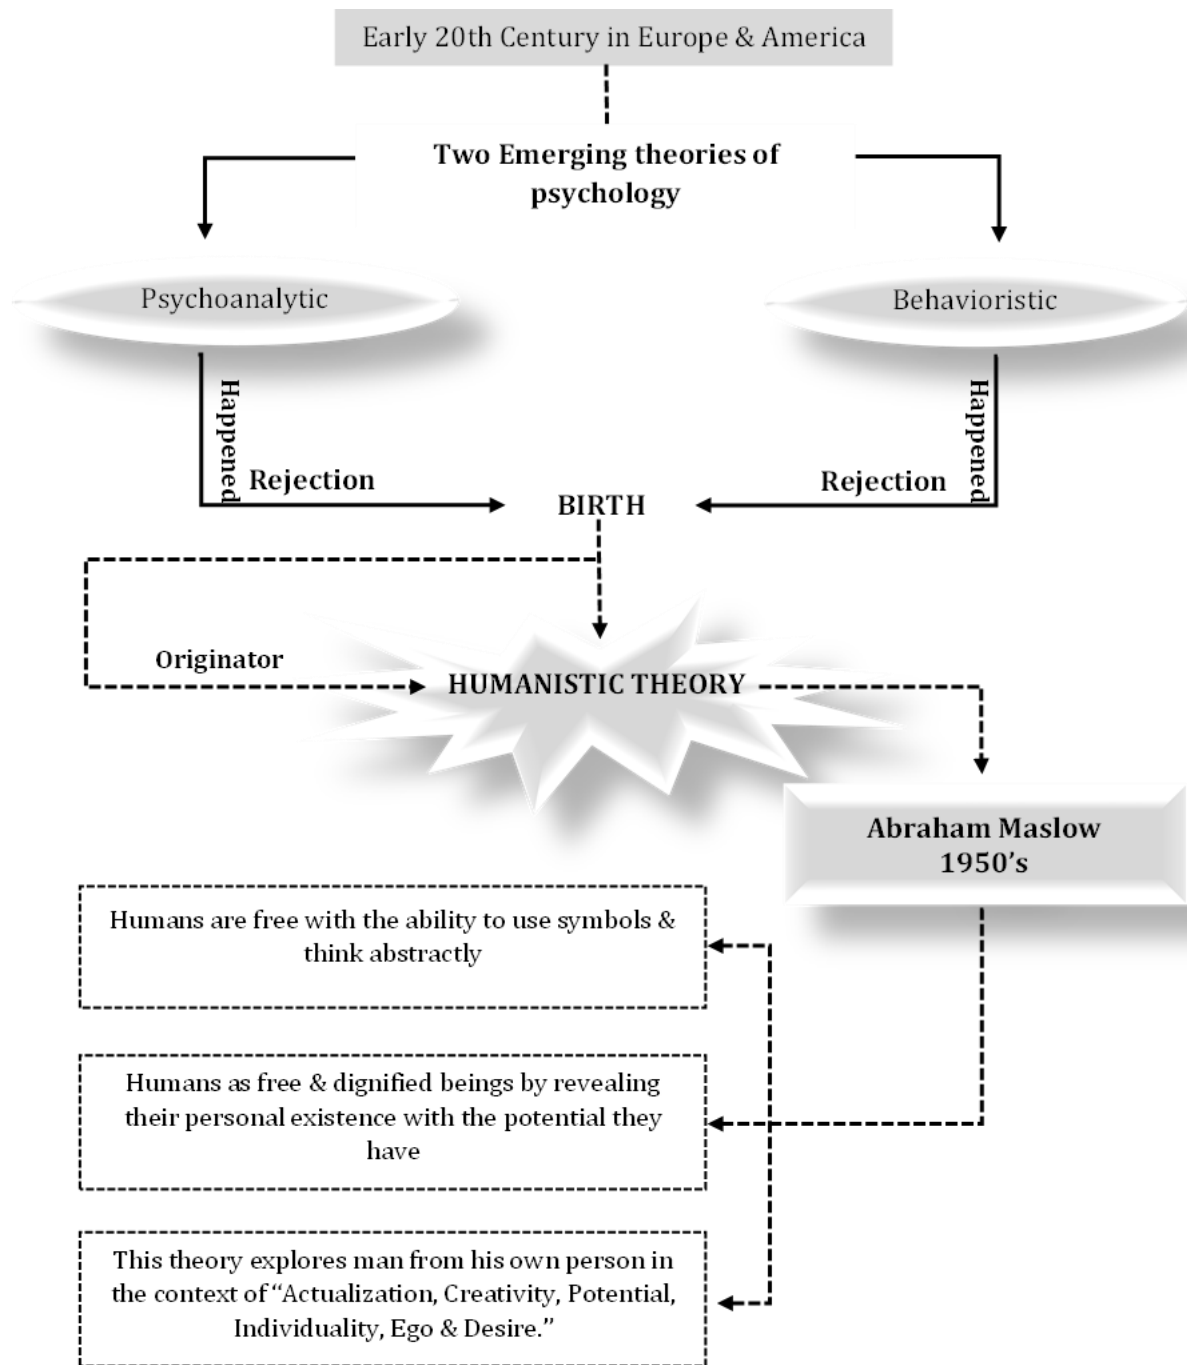 Early 20th Century in Europe & America
Two Emerging theories of
psychology
Psychoanalytic
Behavioristic
Happened
Happened
Rejection
Rejection
BIRTH
Originator
HUMANISTIC THEORY
Abraham Maslow
1950's
Humans are free with the ability to use symbols &
think abstractly
Humans as free & dignified beings by revealing
their personal existence with the potential they
have
This theory explores man from his own person in
the context of “Actualization, Creativity, Potential,
Individuality, Ego & Desire.”